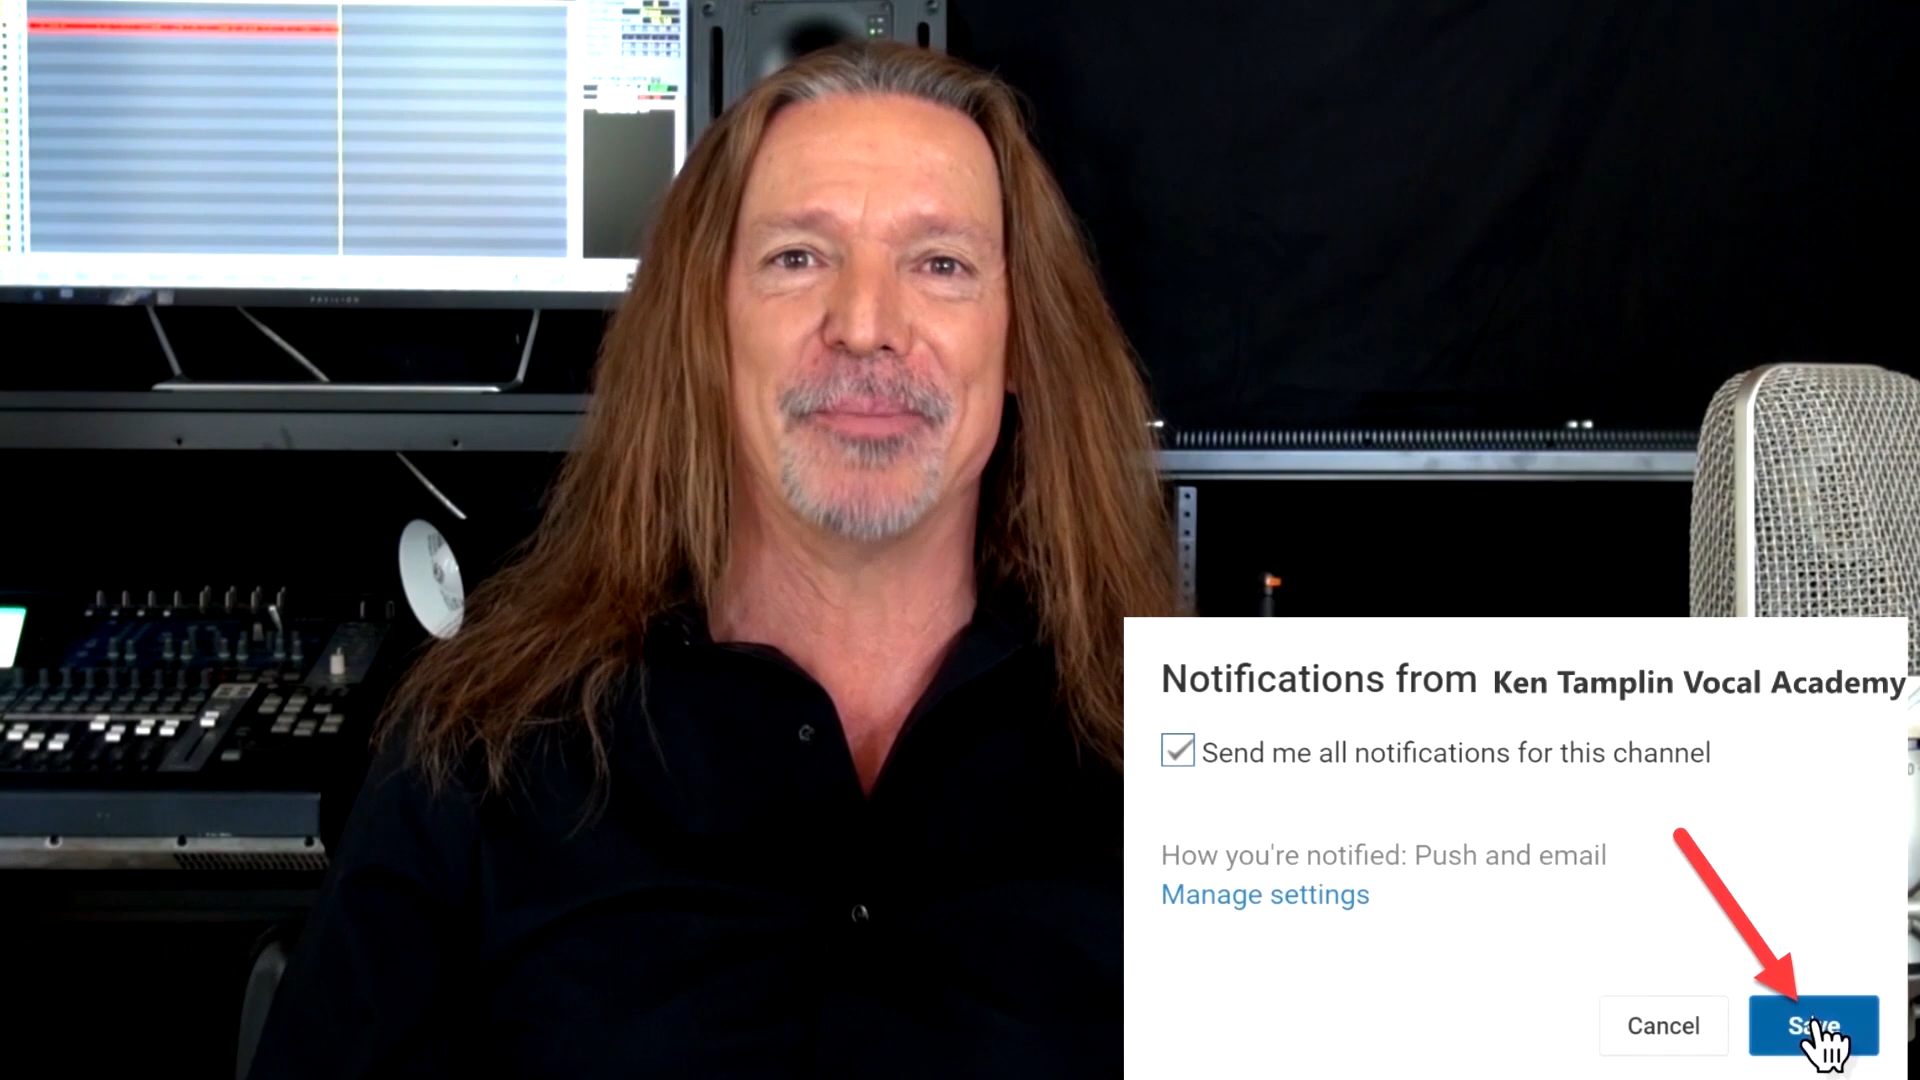 PAVILION
Notifications from Ken Tamplin Vocal Academy
Send me all notifications for this channel
How you're notified: Push and email
Manage settings
Cancel
Save